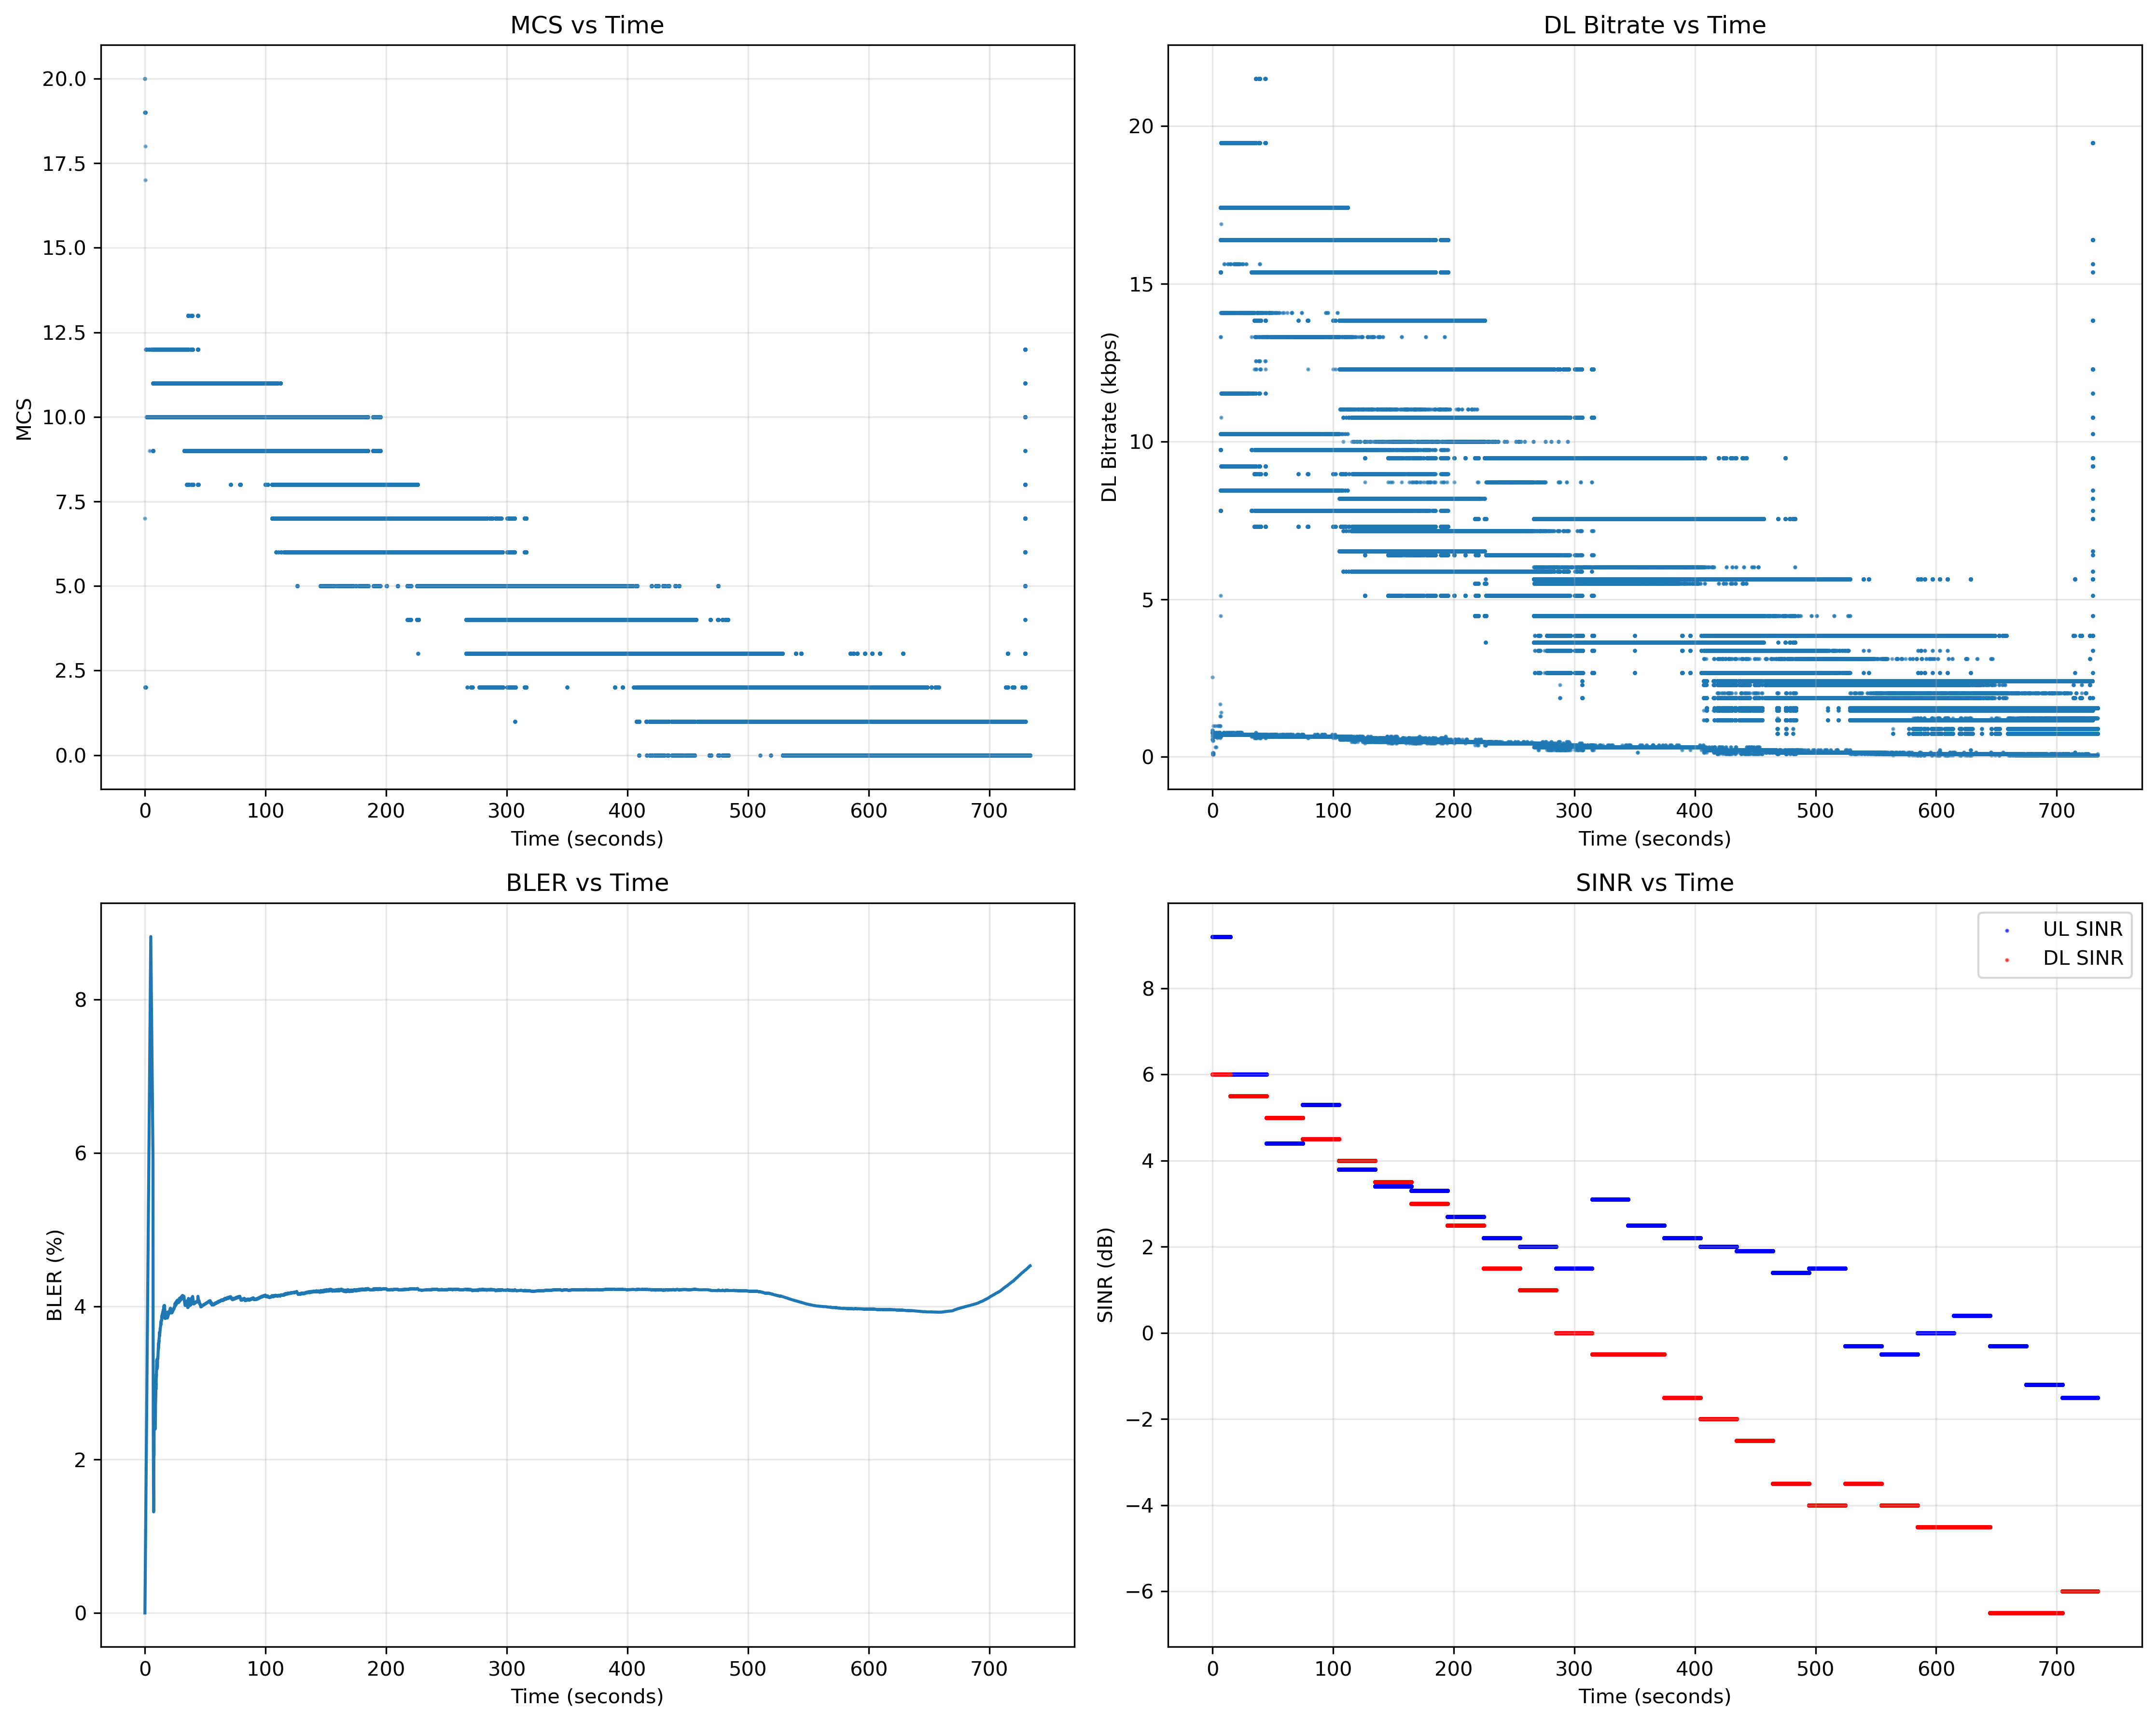 MCS vs Time
20.0
17.5
15.0
12.5
10.0
7.5
5.0
2.5
0.0
MCS
0 100 200 300 400 500 600 700
Time (seconds)
DL Bitrate vs Time
20
15
10
5
0
DL Bitrate (kbps)
0 100 200 300 400 500 600 700
Time (seconds)
BLER vs Time
8
6
4
2
0
BLER (%)
0 100 200 300 400 500 600 700
Time (seconds)
SINR vs Time
UL SINR
DL SINR
8
6
4
2
0
−2
−4
−6
SINR (dB)
0 100 200 300 400 500 600 700
Time (seconds)